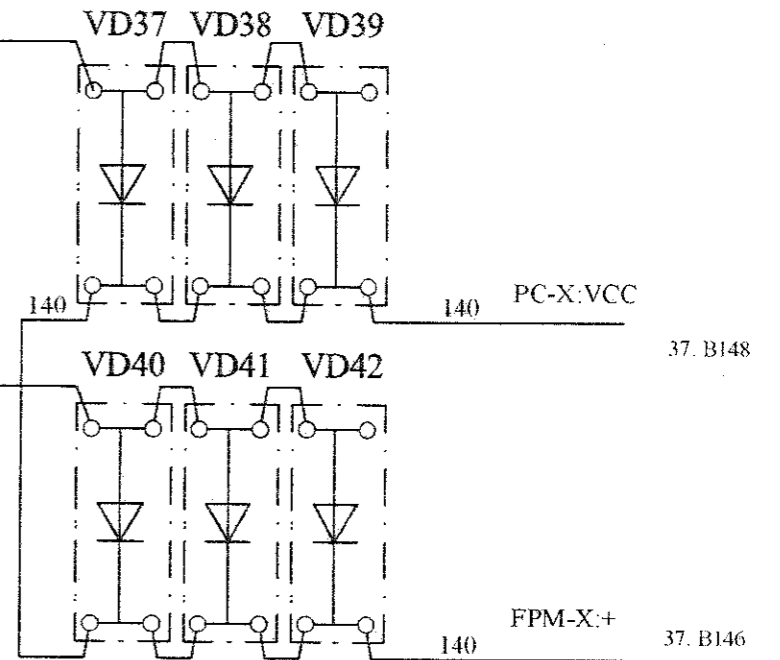 VD37 VD38 VD39
140
140 PC-X:VCC
37. B148
VD40 VD41 VD42
FPM-X:+
140
37. B146